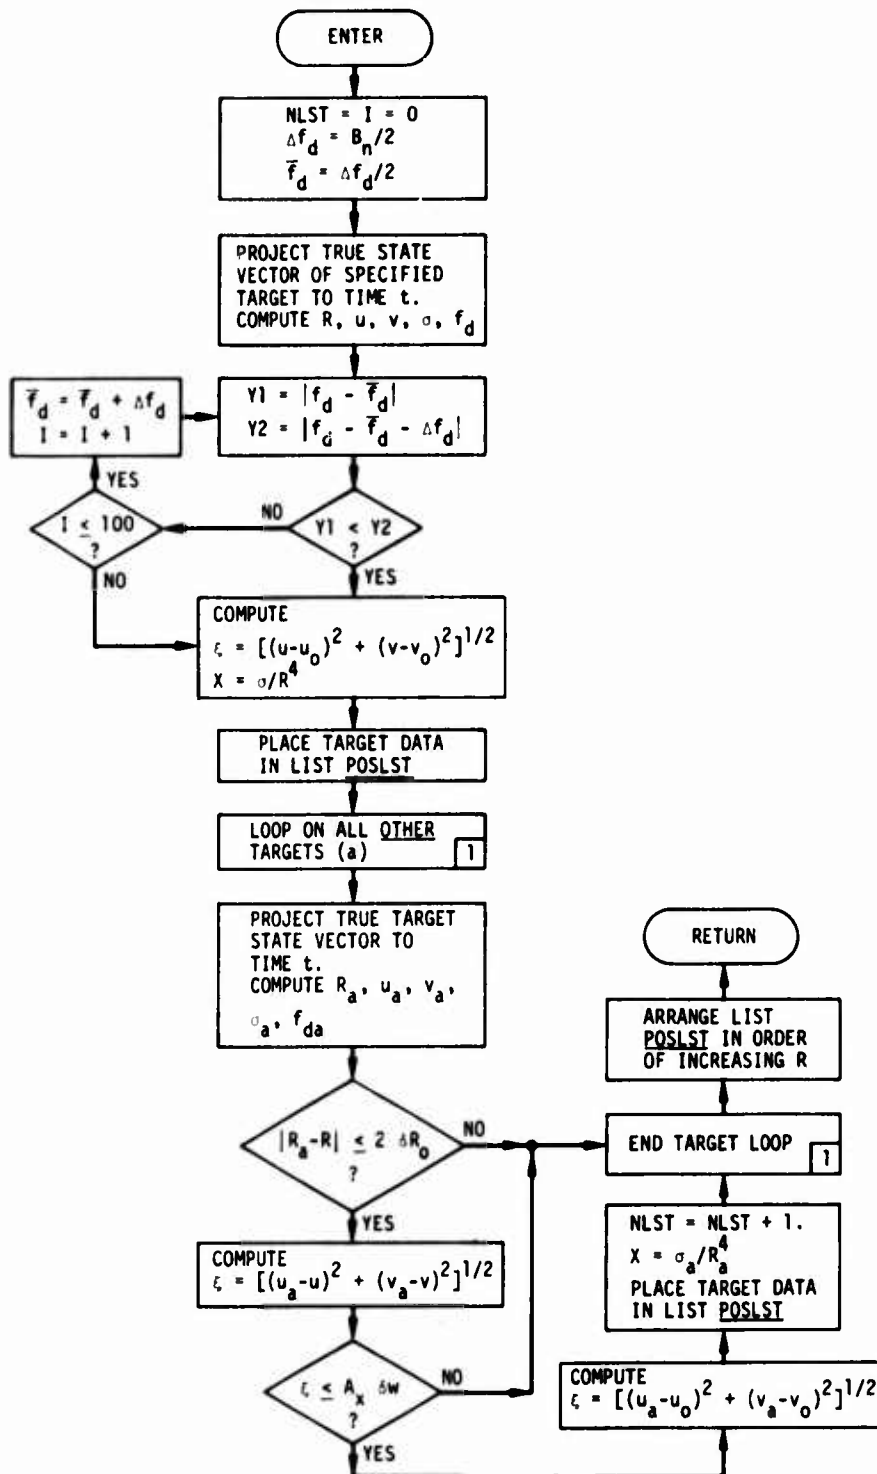 ENTER
NLST = I = 0
Δf_d = B_n/2
f̅_d = Δf_d/2
PROJECT TRUE STATE
VECTOR OF SPECIFIED
TARGET TO TIME t.
COMPUTE R, u, v, σ, f_d
f̅_d = f̅_d + Δf_d
I = I + 1
Y1 = |f_d - f̅_d|
Y2 = |f_d - f̅_d - Δf_d|
YES
I ≤ 100
?
NO
NO
Y1 < Y2
?
YES
COMPUTE
ξ = [(u-u_o)^2 + (v-v_o)^2]^1/2
X = σ/R^4
PLACE TARGET DATA
IN LIST POSLST
LOOP ON ALL OTHER
TARGETS (a) 1
PROJECT TRUE TARGET
STATE VECTOR TO
TIME t.
COMPUTE R_a, u_a, v_a,
σ_a, f_da
|R_a-R| ≤ 2 ΔR_o
?
NO
YES
COMPUTE
ξ = [(u_a-u)^2 + (v_a-v)^2]^1/2
ξ ≤ A_x δw
?
NO
YES
COMPUTE
ξ = [(u_a-u_o)^2 + (v_a-v_o)^2]^1/2
NLST = NLST + 1.
X = σ_a/R_a^4
PLACE TARGET DATA
IN LIST POSLST
END TARGET LOOP 1
ARRANGE LIST
POSLST IN ORDER
OF INCREASING R
RETURN